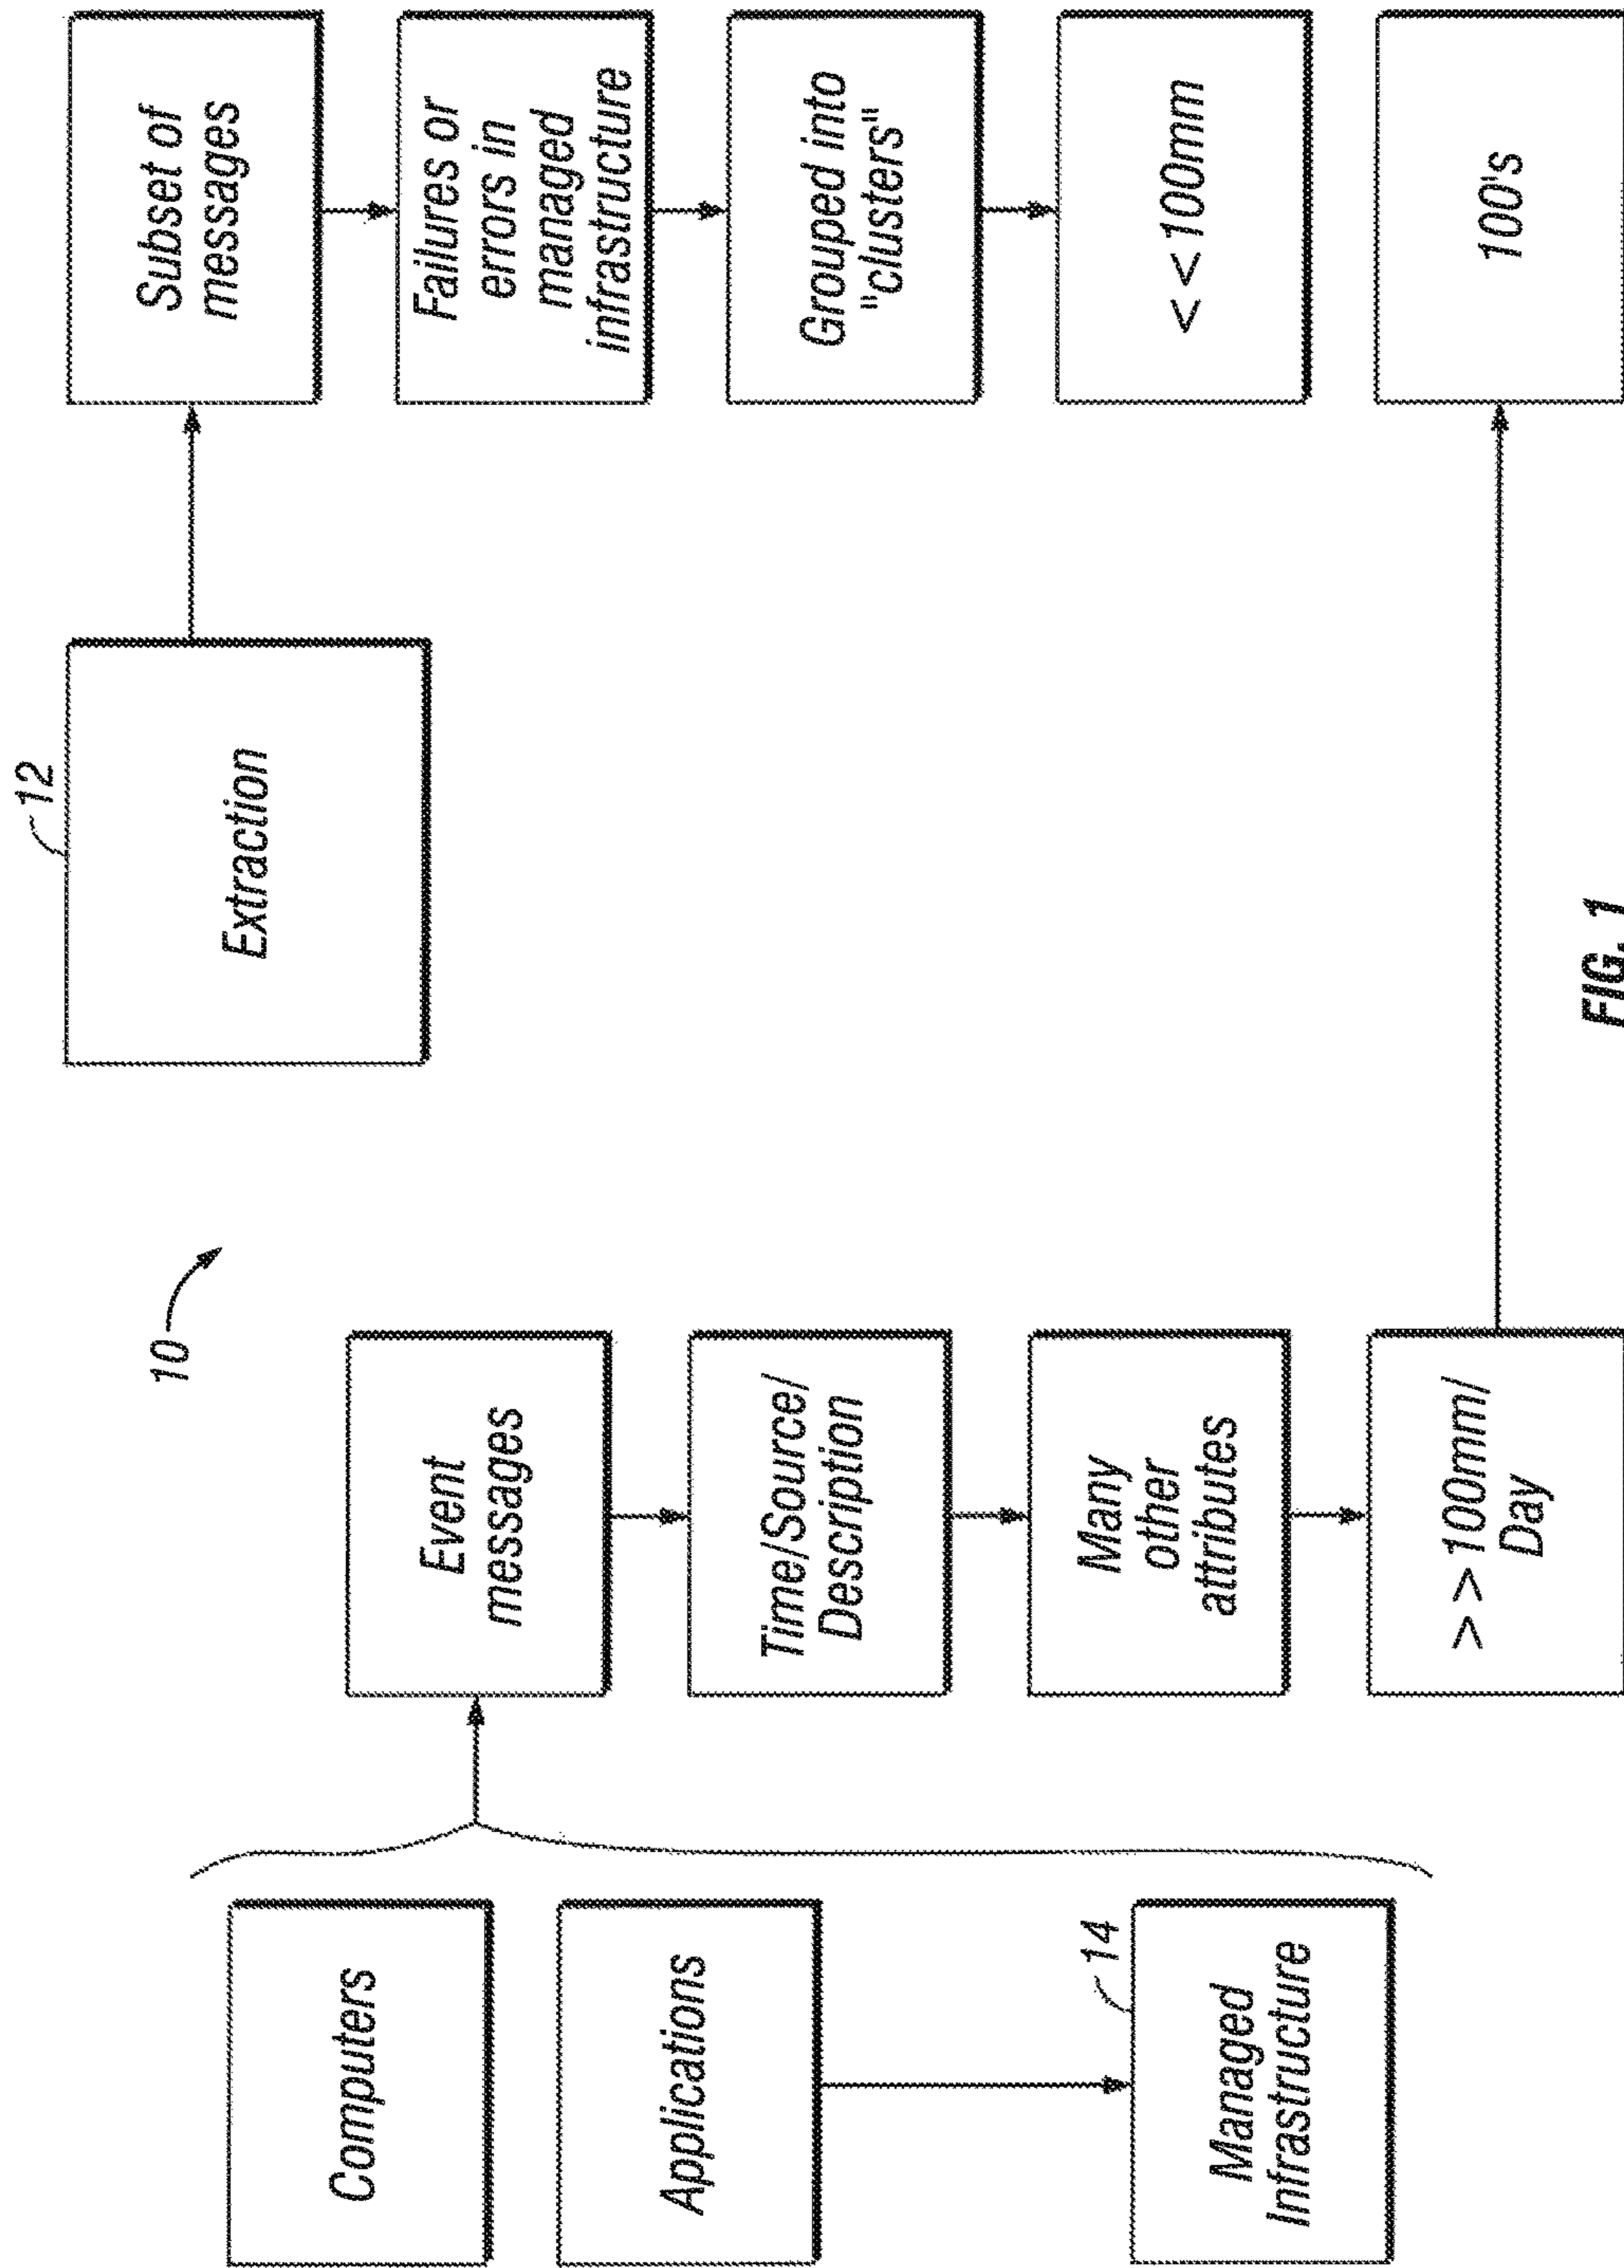 Computers
Applications
14
Managed
Infrastructure
10
Event
messages
Time/Source/
Description
Many
other
attributes
>>100mm/
Day
12
Extraction
Subset of
messages
Failures or
errors in
managed
infrastructure
Grouped into
"clusters"
<<100mm
100's
FIG. 1